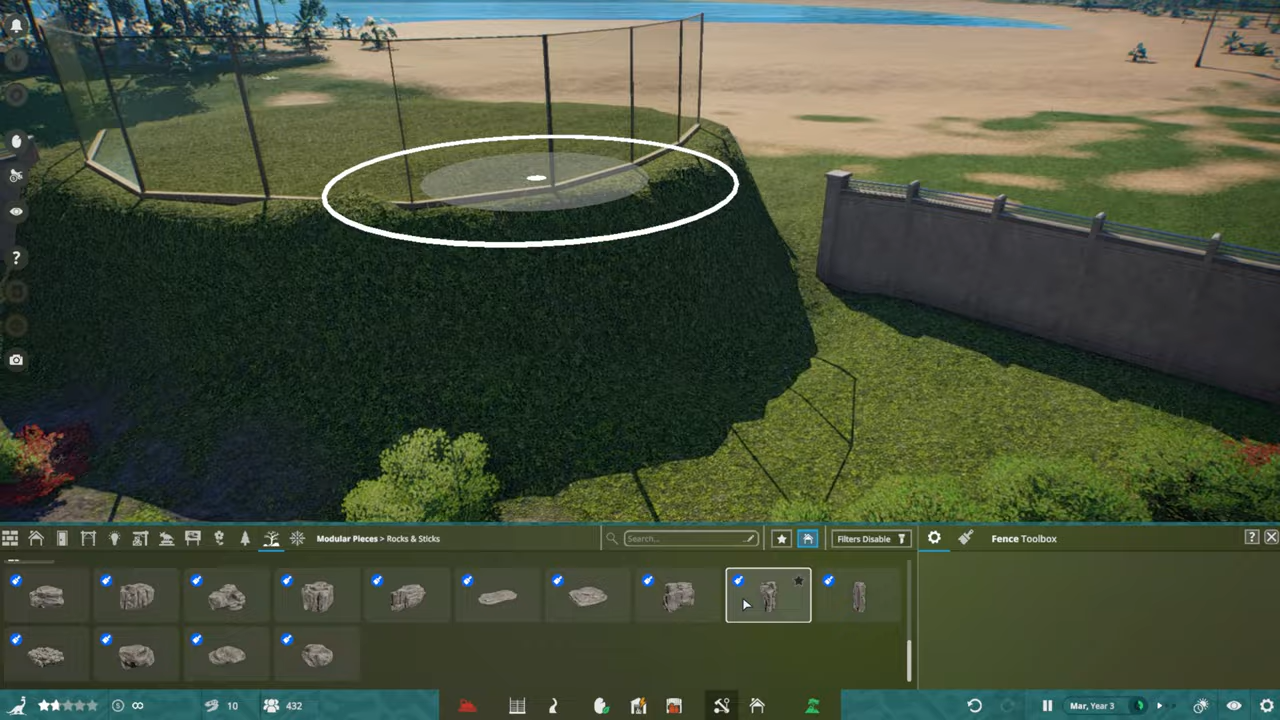 ?
Modular Pieces > Rocks & Sticks
Search...
Filters Disable
Fence Toolbox
?
∞
10
432
Mar, Year 3